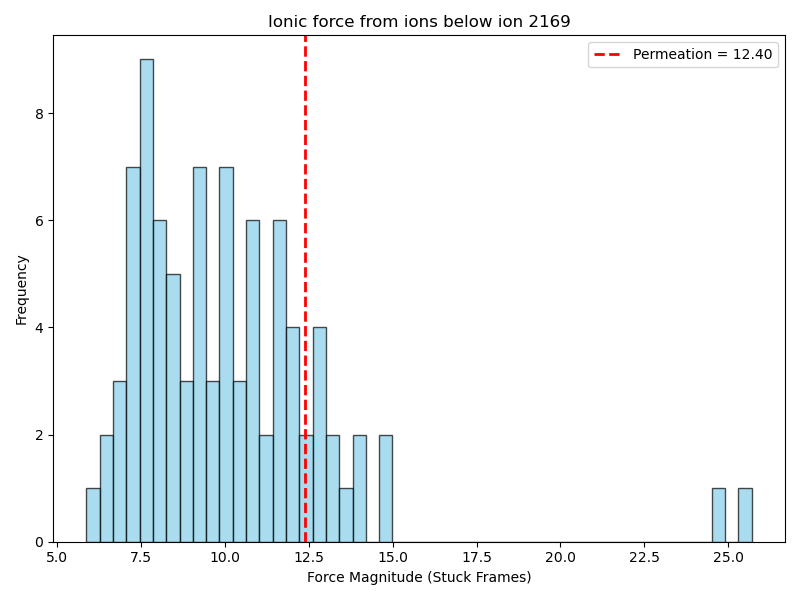 Ionic force from ions below ion 2169
Permeation = 12.40
8
6
4
2
0
Frequency
5.0 7.5 10.0 12.5 15.0 17.5 20.0 22.5 25.0
Force Magnitude (Stuck Frames)